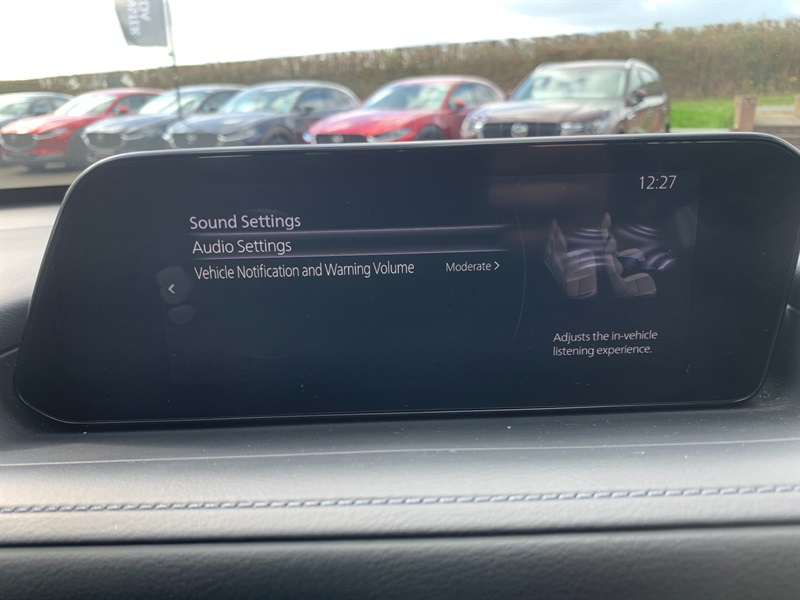 12:27
Sound Settings
Audio Settings
Vehicle Notification and Warning Volume Moderate >
<
Adjusts the in-vehicle
listening experience.